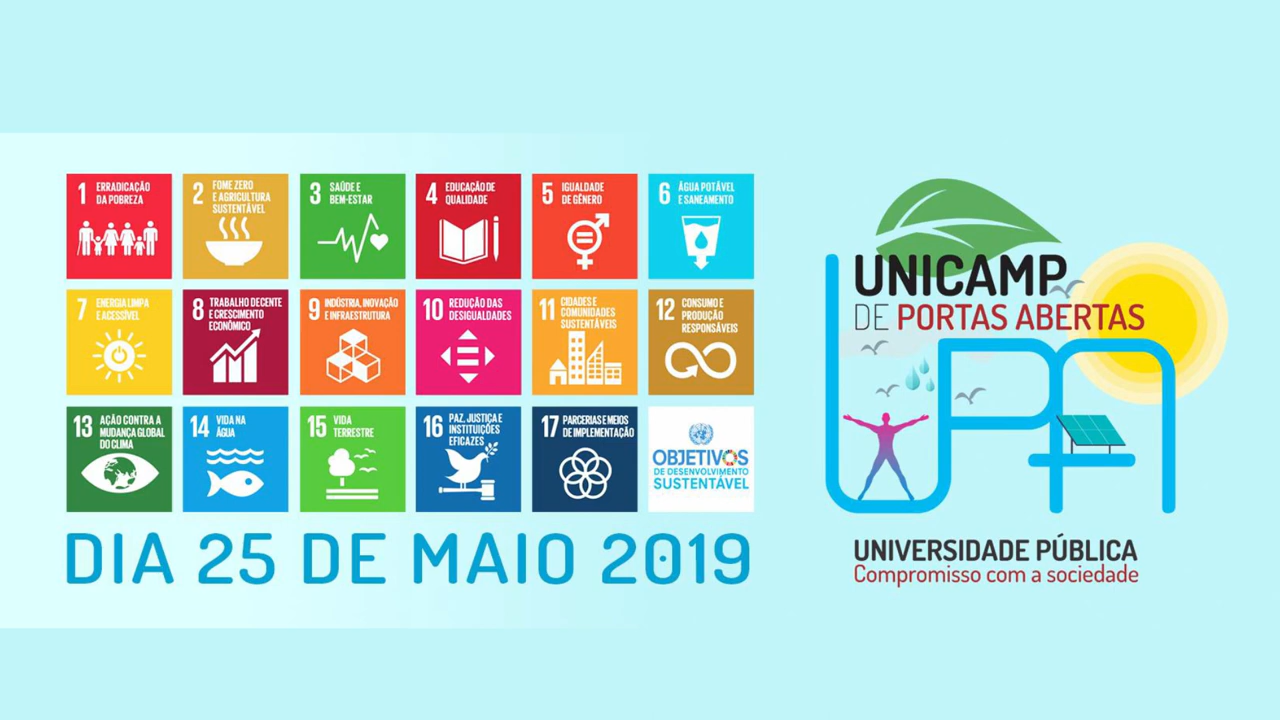 1 ERRADICAÇÃO
DA POBREZA
2 FOME ZERO
E AGRICULTURA
SUSTENTÁVEL
3 SAÚDE E
BEM-ESTAR
4 EDUCAÇÃO DE
QUALIDADE
5 IGUALDADE
DE GÊNERO
6 ÁGUA POTÁVEL
E SANEAMENTO
7 ENERGIA LIMPA
E ACESSÍVEL
8 TRABALHO DECENTE
E CRESCIMENTO
ECONÔMICO
9 INDÚSTRIA, INOVAÇÃO
E INFRAESTRUTURA
10 REDUÇÃO DAS
DESIGUALDADES
11 CIDADES E
COMUNIDADES
SUSTENTÁVEIS
12 CONSUMO E
PRODUÇÃO
RESPONSÁVEIS
13 AÇÃO CONTRA A
MUDANÇA GLOBAL
DO CLIMA
14 VIDA NA
ÁGUA
15 VIDA
TERRESTRE
16 PAZ, JUSTIÇA E
INSTITUIÇÕES
EFICAZES
17 PARCERIAS E MEIOS
DE IMPLEMENTAÇÃO
OBJETIVOS
DE DESENVOLVIMENTO
SUSTENTÁVEL
DIA 25 DE MAIO 2019
UNICAMP
DE PORTAS ABERTAS
UPA
UNIVERSIDADE PÚBLICA
Compromisso com a sociedade